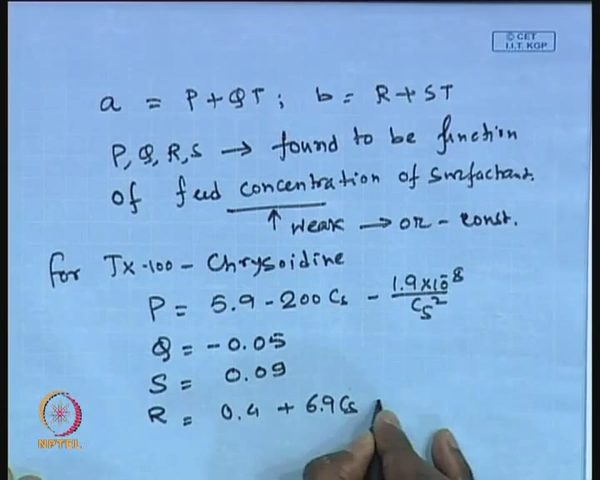 © CET
I.I.T. KGP
a = P+QT; b = R+ST
P, Q, R, S → found to be function
of feed concentration of surfactant.
↑ weak → or - const.
for TX-100 - Chrysoidine
P = 5.9 - 200 Cs - 1.9×10⁻⁸/Cs²
Q = -0.05
S = 0.09
R = 0.4 + 6.9 Cs
NPTEL